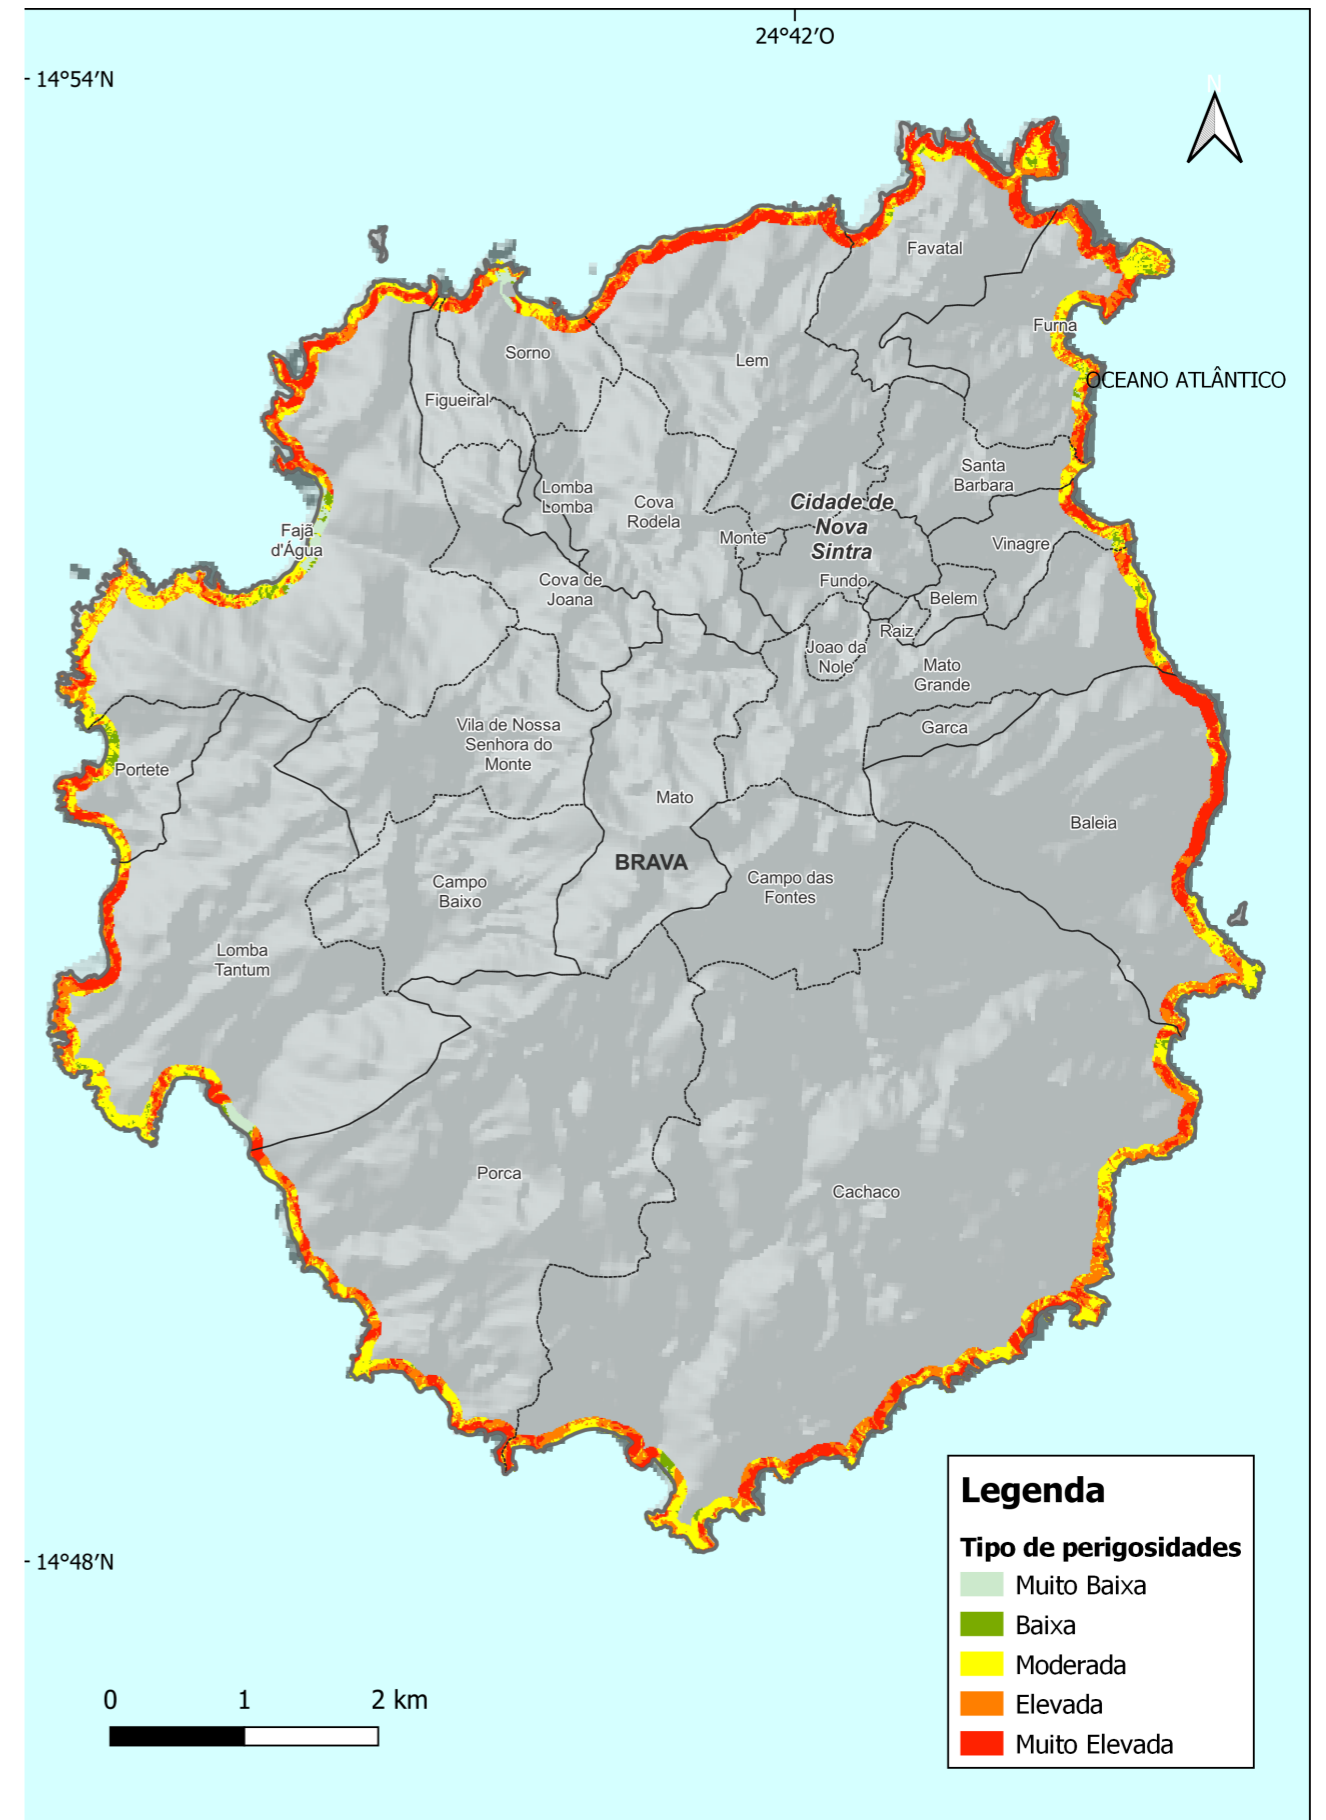 24°42'O
14°54'N
N
Favatal
Furna
Sorno
Lem
OCEANO ATLÂNTICO
Figueiral
Santa
Barbara
Lomba
Lomba
Cova
Rodela
Cidade de
Nova
Sintra
Fajã
d'Água
Monte
Vinagre
Cova de
Joana
Fundo
Belem
Raiz
Joao da
Nole
Mato
Grande
Vila de Nossa
Senhora do
Monte
Garca
Portete
Mato
Baleia
BRAVA
Campo
Baixo
Campo das
Fontes
Lomba
Tantum
Porca
Cachaco
14°48'N
Legenda
Tipo de perigosidades
Muito Baixa
Baixa
Moderada
Elevada
Muito Elevada
0 1 2 km